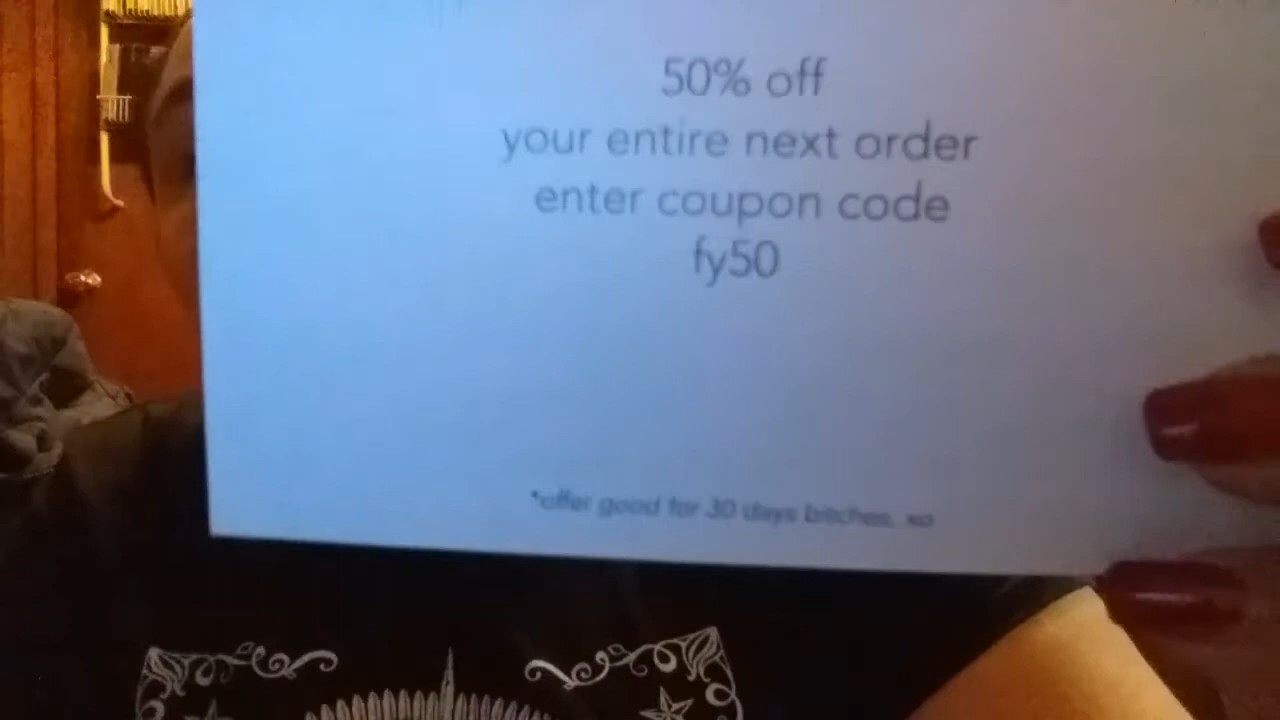 50% off
your entire next order
enter coupon code
fy50
*offer good for 30 days bitches. xo